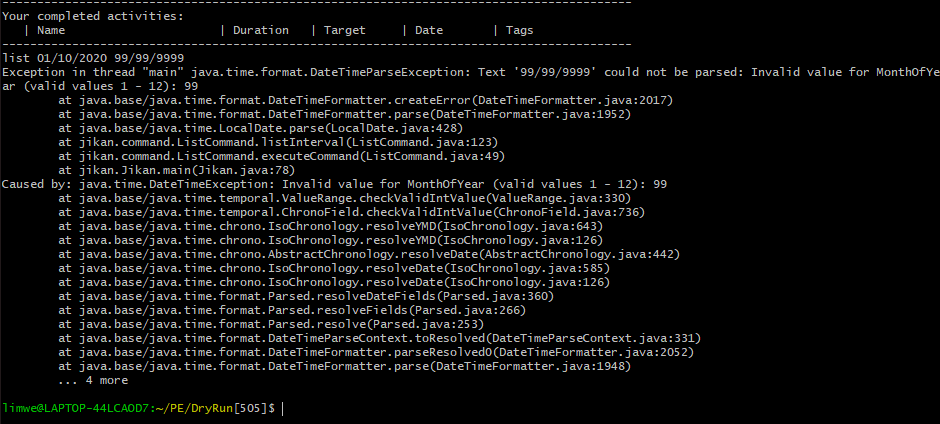 --------------------------------------------------------------------------------------------
Your completed activities:
   | Name                      | Duration   | Target     | Date       | Tags
--------------------------------------------------------------------------------------------
list 01/10/2020 99/99/9999
Exception in thread "main" java.time.format.DateTimeParseException: Text '99/99/9999' could not be parsed: Invalid value for MonthOfYe
ar (valid values 1 - 12): 99
        at java.base/java.time.format.DateTimeFormatter.createError(DateTimeFormatter.java:2017)
        at java.base/java.time.format.DateTimeFormatter.parse(DateTimeFormatter.java:1952)
        at java.base/java.time.LocalDate.parse(LocalDate.java:428)
        at jikan.command.ListCommand.listInterval(ListCommand.java:123)
        at jikan.command.ListCommand.executeCommand(ListCommand.java:49)
        at jikan.Jikan.main(Jikan.java:78)
Caused by: java.time.DateTimeException: Invalid value for MonthOfYear (valid values 1 - 12): 99
        at java.base/java.time.temporal.ValueRange.checkValidIntValue(ValueRange.java:330)
        at java.base/java.time.temporal.ChronoField.checkValidIntValue(ChronoField.java:736)
        at java.base/java.time.chrono.IsoChronology.resolveYMD(IsoChronology.java:643)
        at java.base/java.time.chrono.IsoChronology.resolveYMD(IsoChronology.java:126)
        at java.base/java.time.chrono.AbstractChronology.resolveDate(AbstractChronology.java:442)
        at java.base/java.time.chrono.IsoChronology.resolveDate(IsoChronology.java:585)
        at java.base/java.time.chrono.IsoChronology.resolveDate(IsoChronology.java:126)
        at java.base/java.time.format.Parsed.resolveDateFields(Parsed.java:360)
        at java.base/java.time.format.Parsed.resolveFields(Parsed.java:266)
        at java.base/java.time.format.Parsed.resolve(Parsed.java:253)
        at java.base/java.time.format.DateTimeParseContext.toResolved(DateTimeParseContext.java:331)
        at java.base/java.time.format.DateTimeFormatter.parseResolved0(DateTimeFormatter.java:2052)
        at java.base/java.time.format.DateTimeFormatter.parse(DateTimeFormatter.java:1948)
        ... 4 more
limwe@LAPTOP-44LCAOD7:~/PE/DryRun[505]$